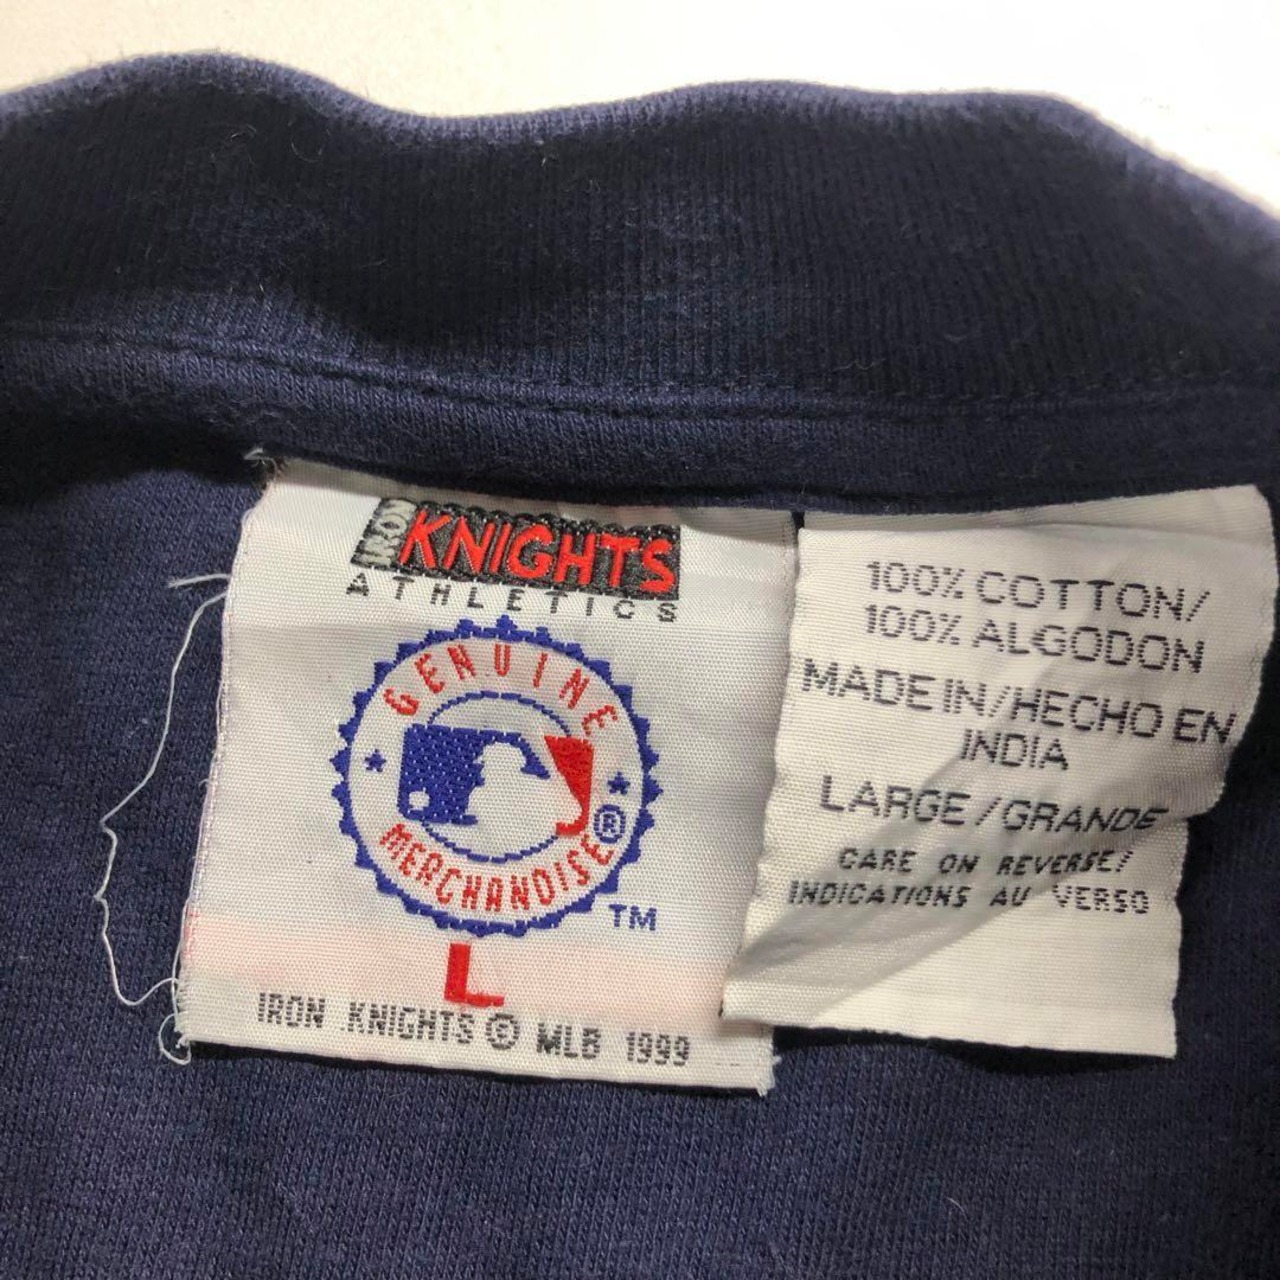 IRON KNIGHTS
ATHLETICS
GENUINE
MERCHANDISE®
TM
L
IRON KNIGHTS © MLB 1999
100% COTTON/
100% ALGODON
MADE IN/HECHO EN
INDIA
LARGE/GRANDE
CARE ON REVERSE/
INDICATIONS AU VERSO